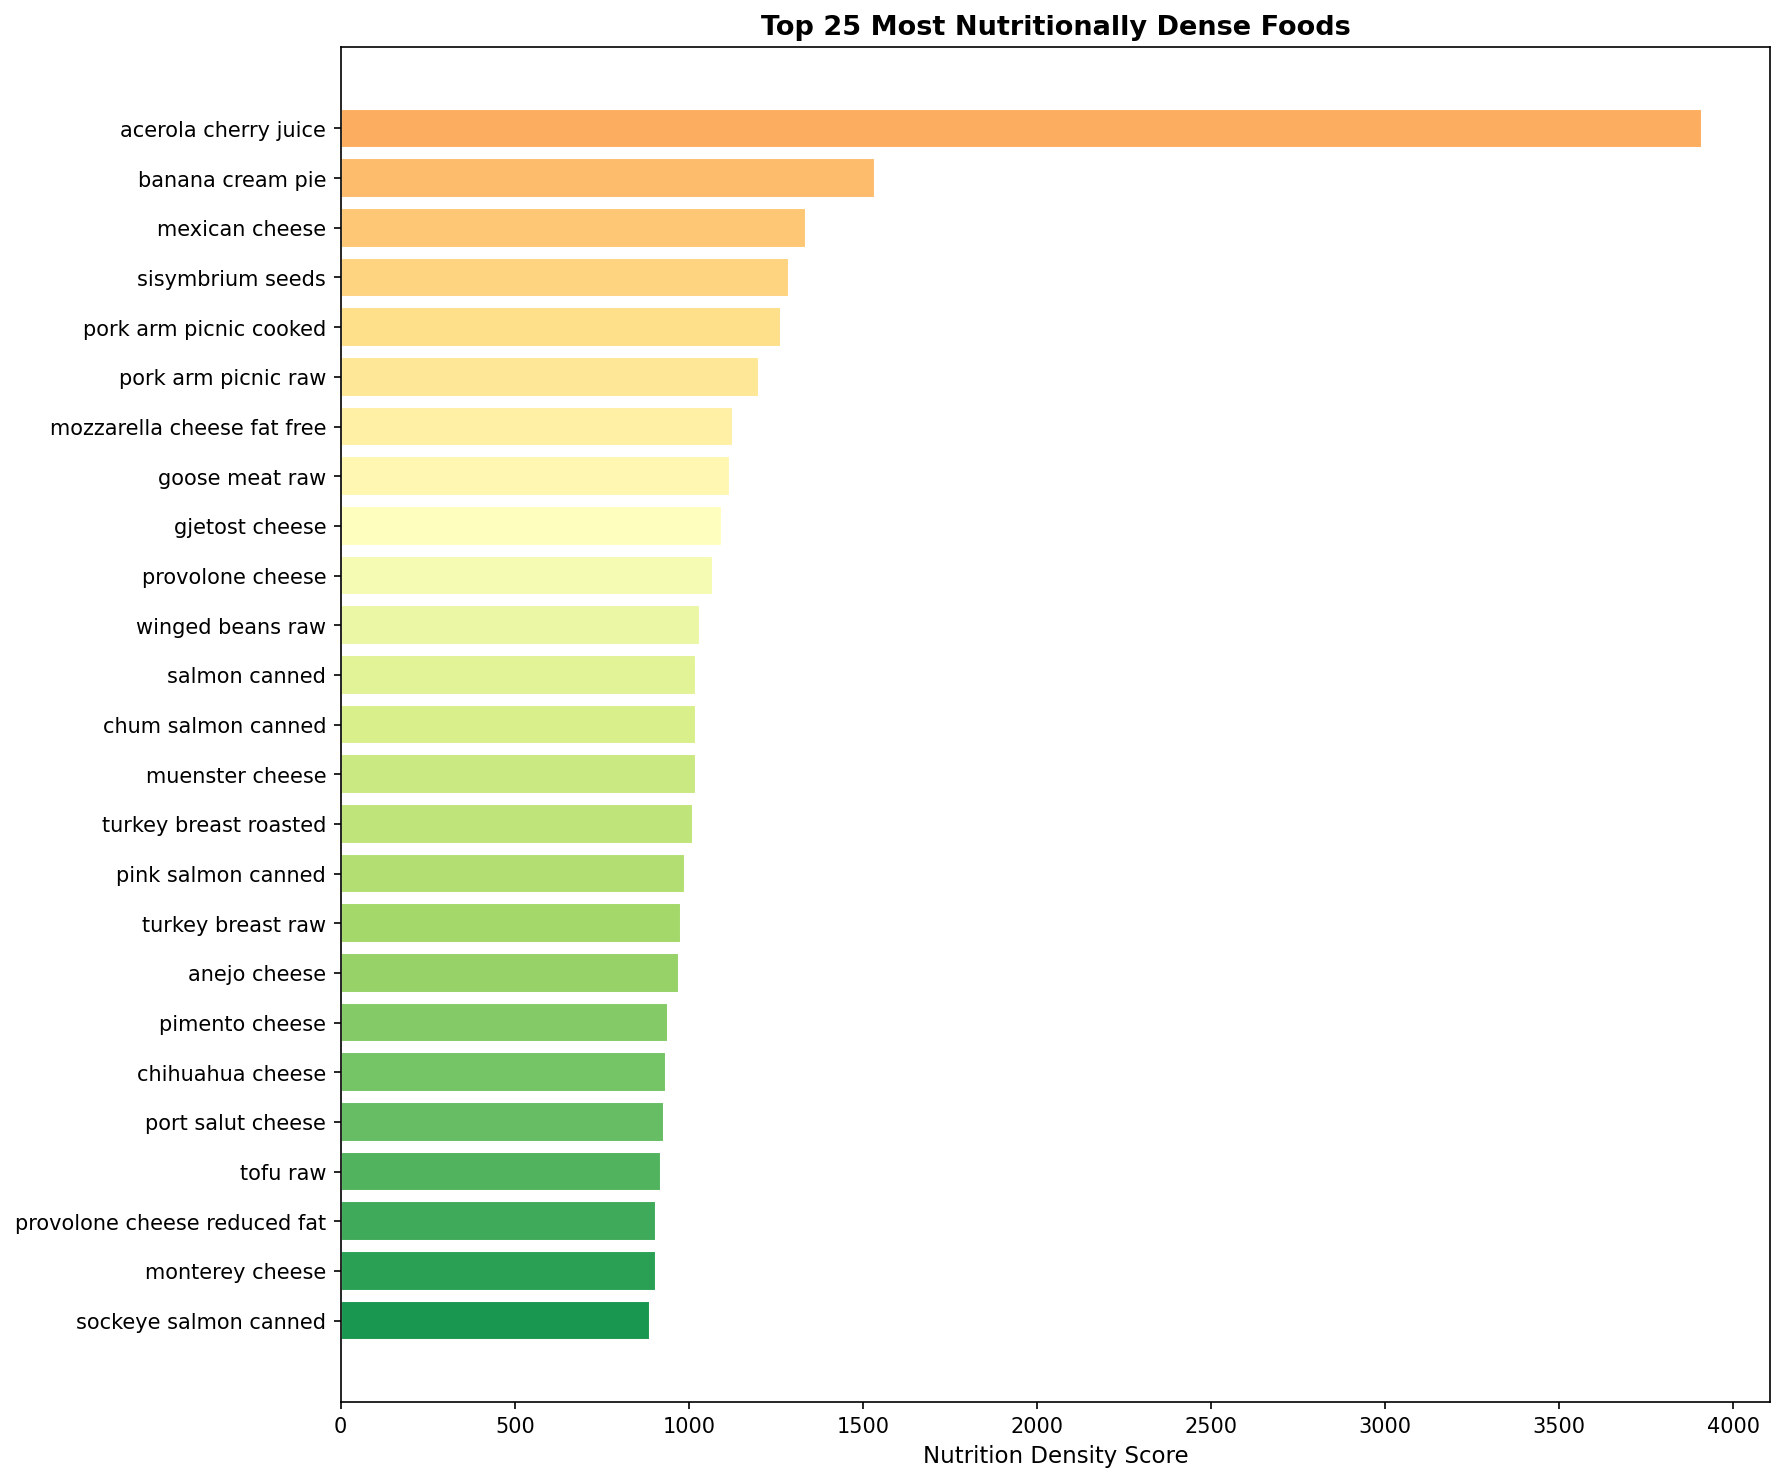 Top 25 Most Nutritionally Dense Foods
acerola cherry juice
banana cream pie
mexican cheese
sisymbrium seeds
pork arm picnic cooked
pork arm picnic raw
mozzarella cheese fat free
goose meat raw
gjetost cheese
provolone cheese
winged beans raw
salmon canned
chum salmon canned
muenster cheese
turkey breast roasted
pink salmon canned
turkey breast raw
anejo cheese
pimento cheese
chihuahua cheese
port salut cheese
tofu raw
provolone cheese reduced fat
monterey cheese
sockeye salmon canned
0 500 1000 1500 2000 2500 3000 3500 4000
Nutrition Density Score